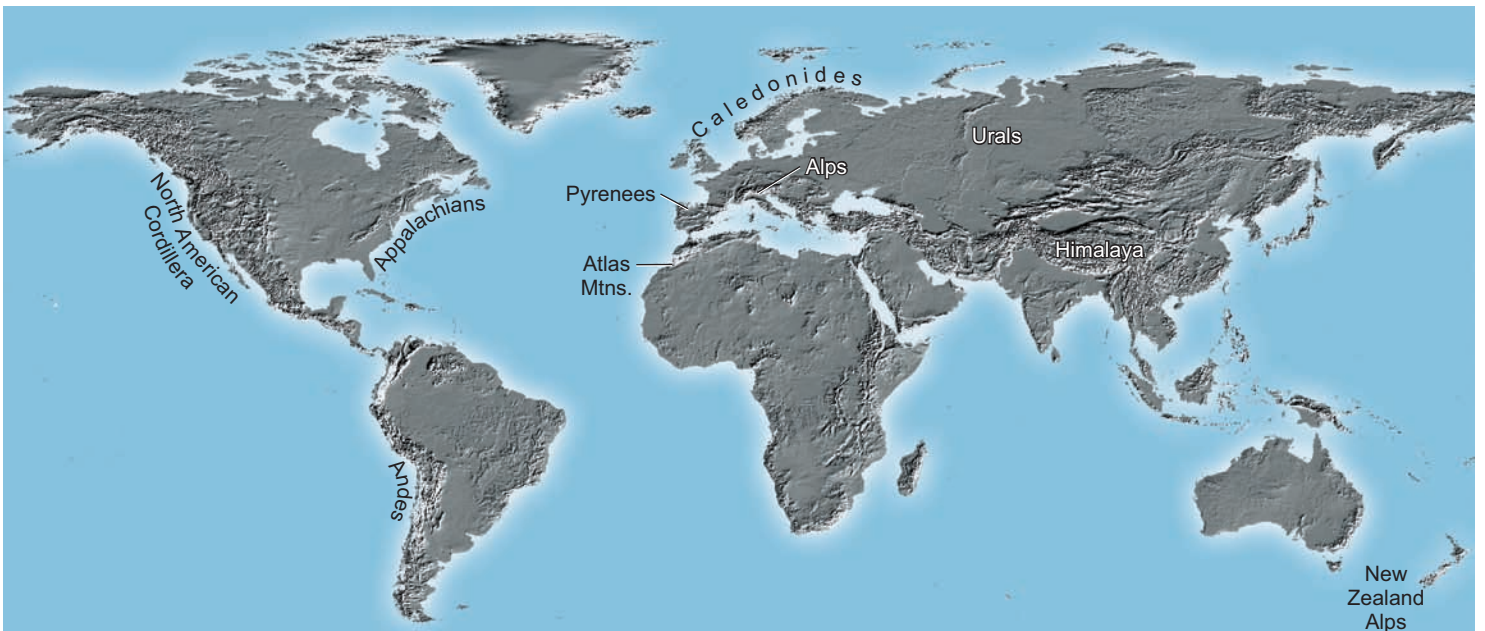 Caledonides
Urals
Alps
Pyrenees
North American
Cordillera
Appalachians
Himalaya
Atlas
Mtns.
Andes
New
Zealand
Alps